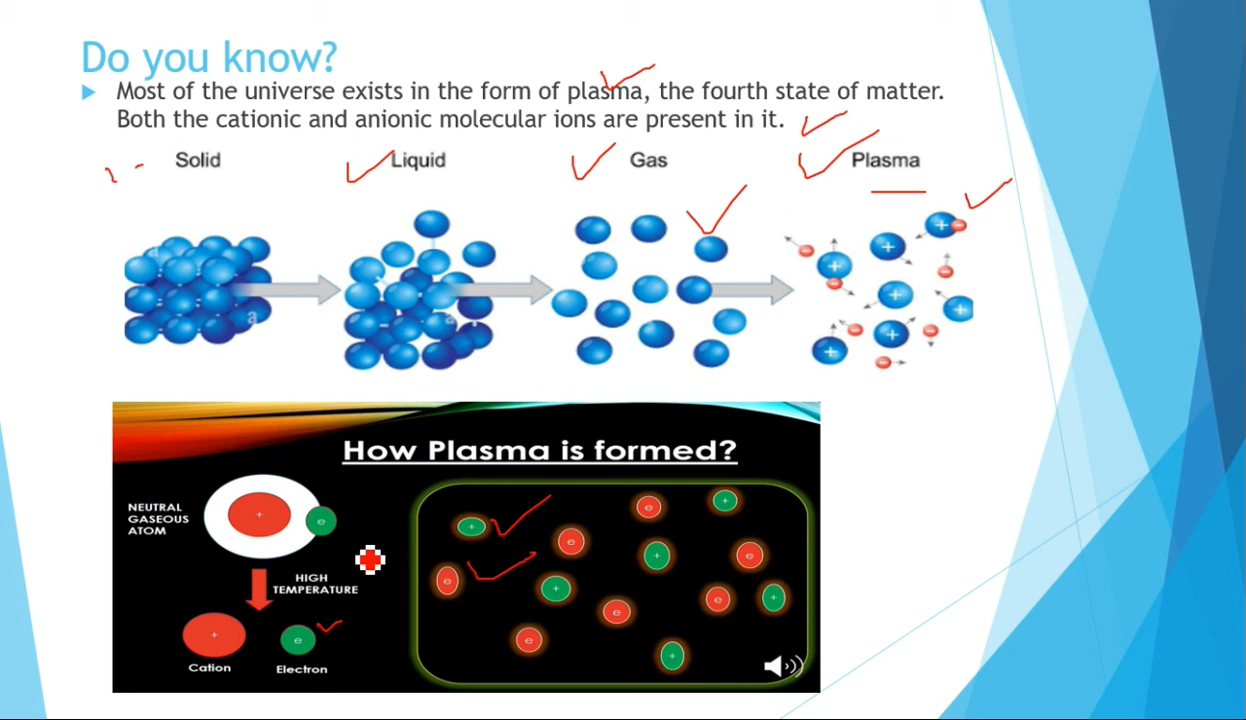 Do you know?
Most of the universe exists in the form of plasma, the fourth state of matter.
Both the cationic and anionic molecular ions are present in it.
Solid Liquid Gas Plasma
How Plasma is formed?
NEUTRAL
GASEOUS
ATOM
HIGH
TEMPERATURE
Cation Electron